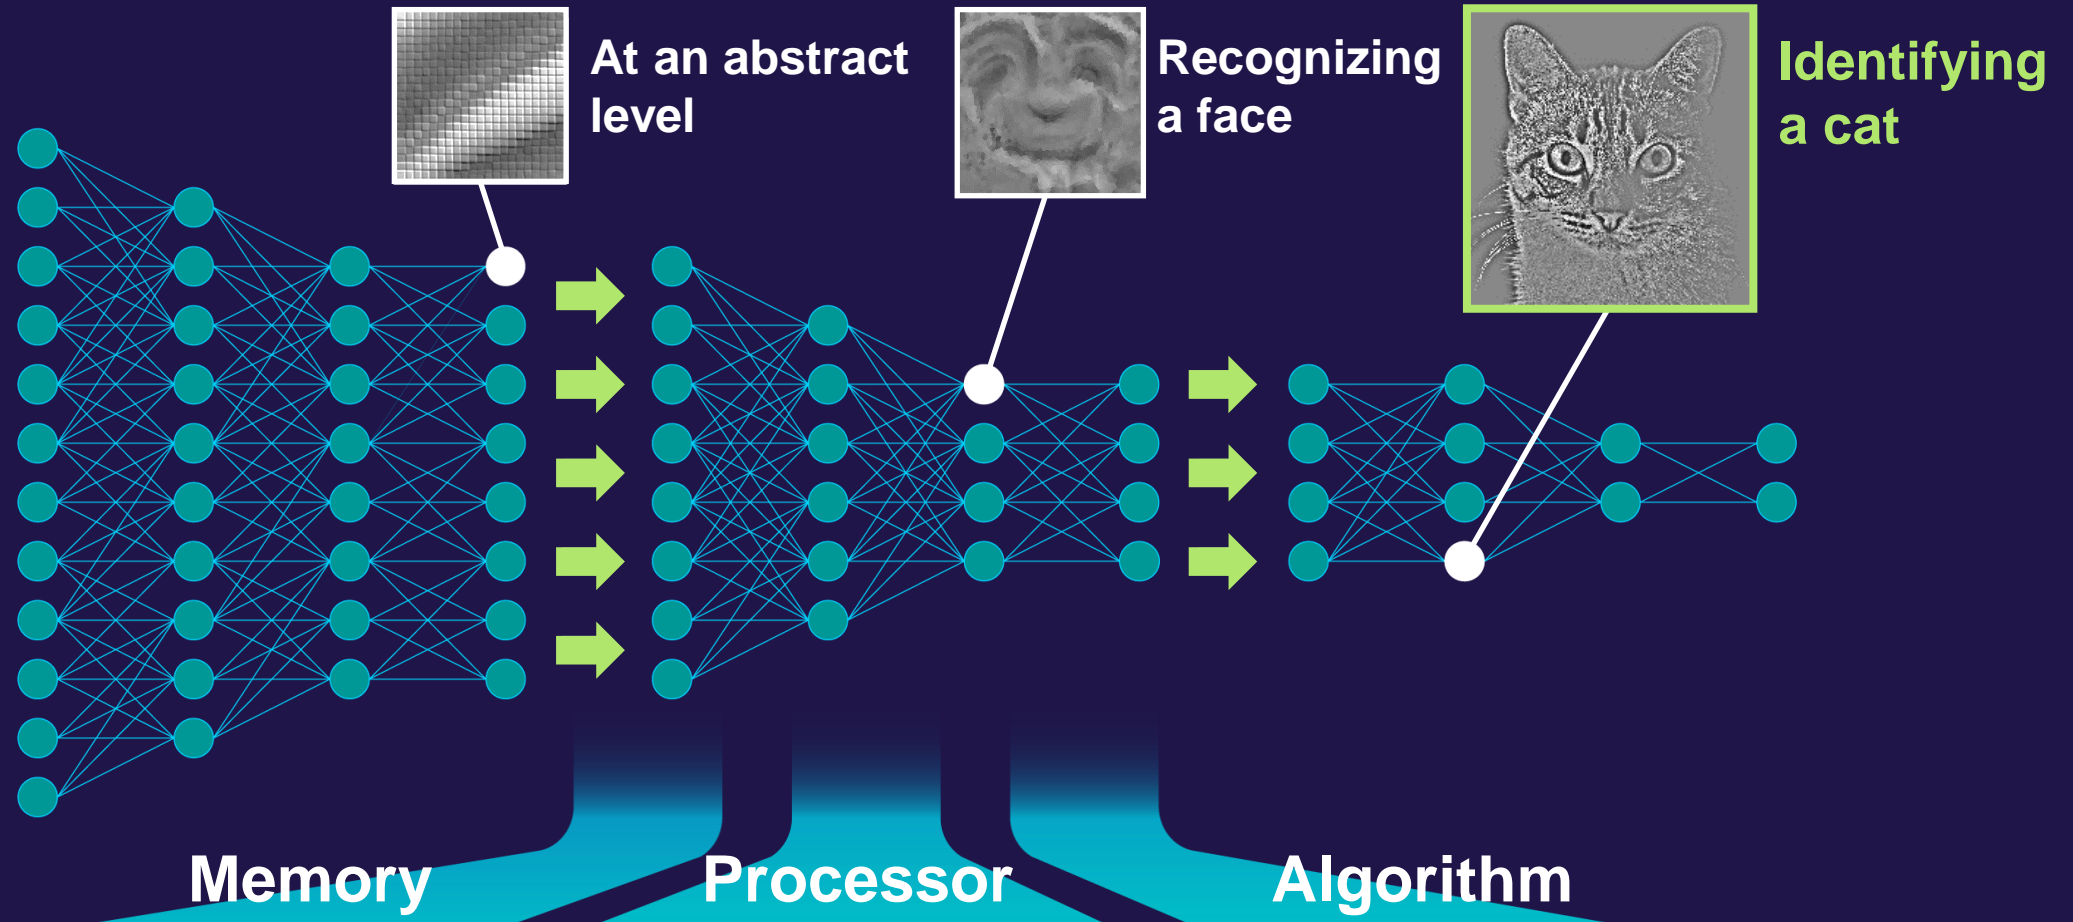 At an abstract
level
Recognizing
a face
Identifying
a cat
Memory
Processor
Algorithm